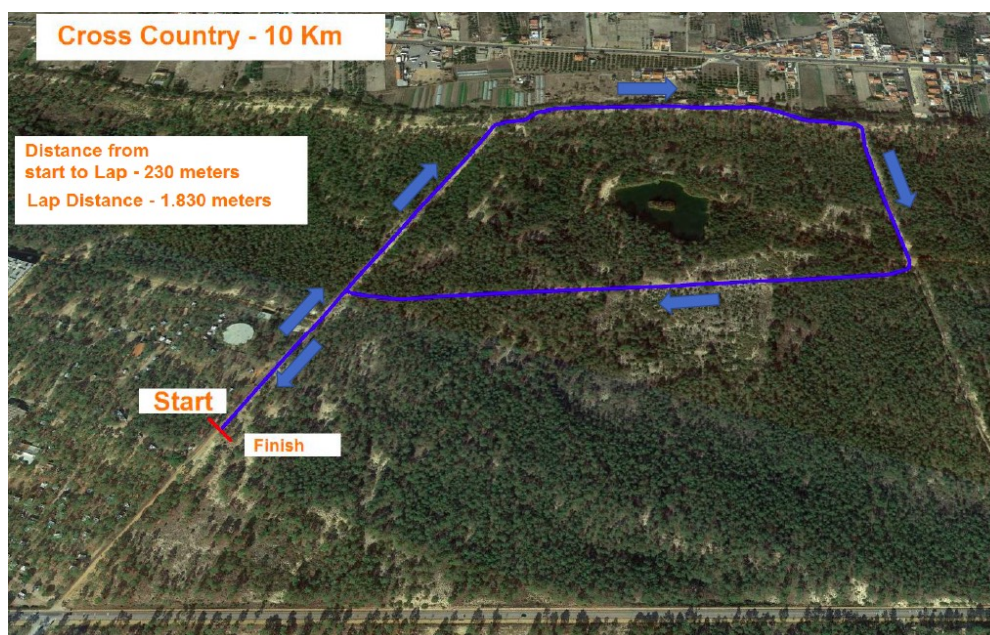 Cross Country - 10 Km
Distance from
start to Lap - 230 meters
Lap Distance - 1.830 meters
Start
Finish